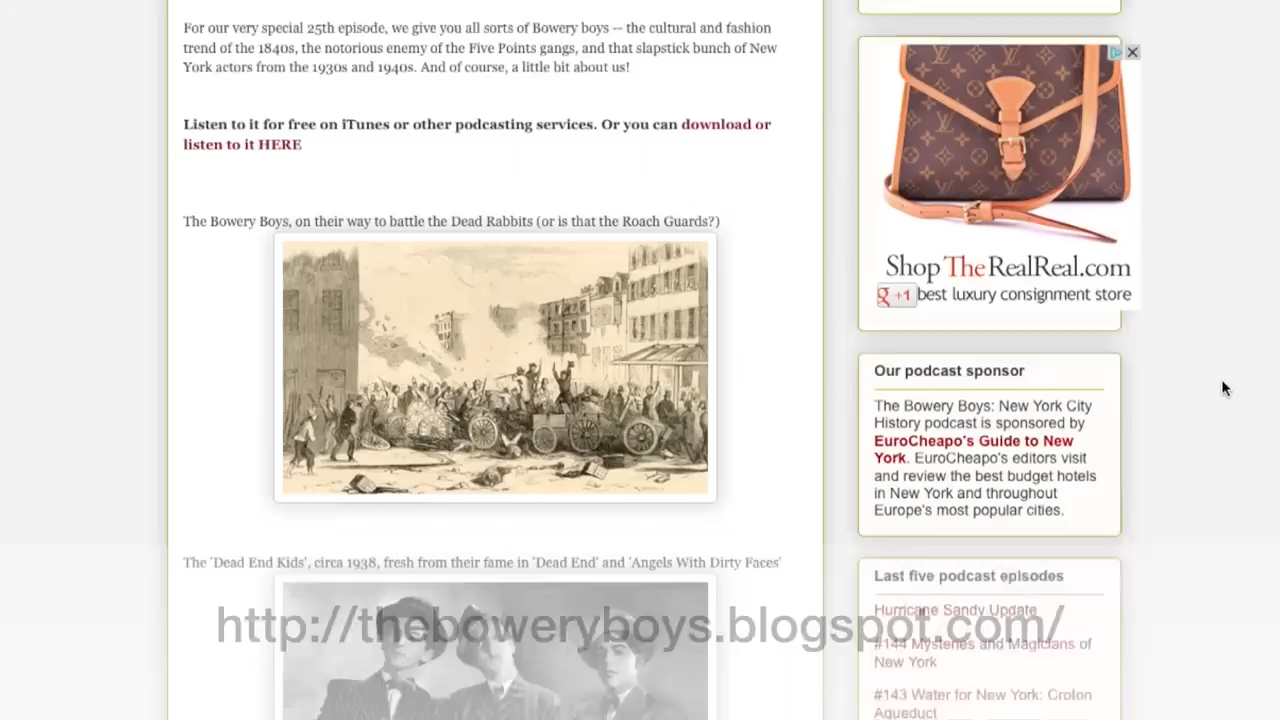 For our very special 25th episode, we give you all sorts of Bowery boys -- the cultural and fashion
trend of the 1840s, the notorious enemy of the Five Points gangs, and that slapstick bunch of New
York actors from the 1930s and 1940s. And of course, a little bit about us!
Listen to it for free on iTunes or other podcasting services. Or you can download or
listen to it HERE
The Bowery Boys, on their way to battle the Dead Rabbits (or is that the Roach Guards?)
The 'Dead End Kids', circa 1938, fresh from their fame in 'Dead End' and 'Angels With Dirty Faces'
http://theboweryboys.blogspot.com/
Shop TheRealReal.com
g +1 best luxury consignment store
Our podcast sponsor
The Bowery Boys: New York City
History podcast is sponsored by
EuroCheapo's Guide to New
York. EuroCheapo's editors visit
and review the best budget hotels
in New York and throughout
Europe's most popular cities.
Last five podcast episodes
Hurricane Sandy Update
#144 Mysteries and Magicians of
New York
#143 Water for New York: Croton
Aqueduct